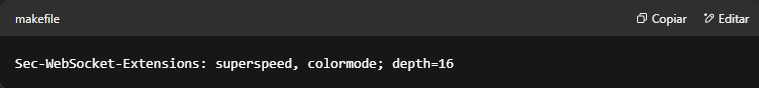 makefile Copiar Editar
Sec-WebSocket-Extensions: superspeed, colormode; depth=16